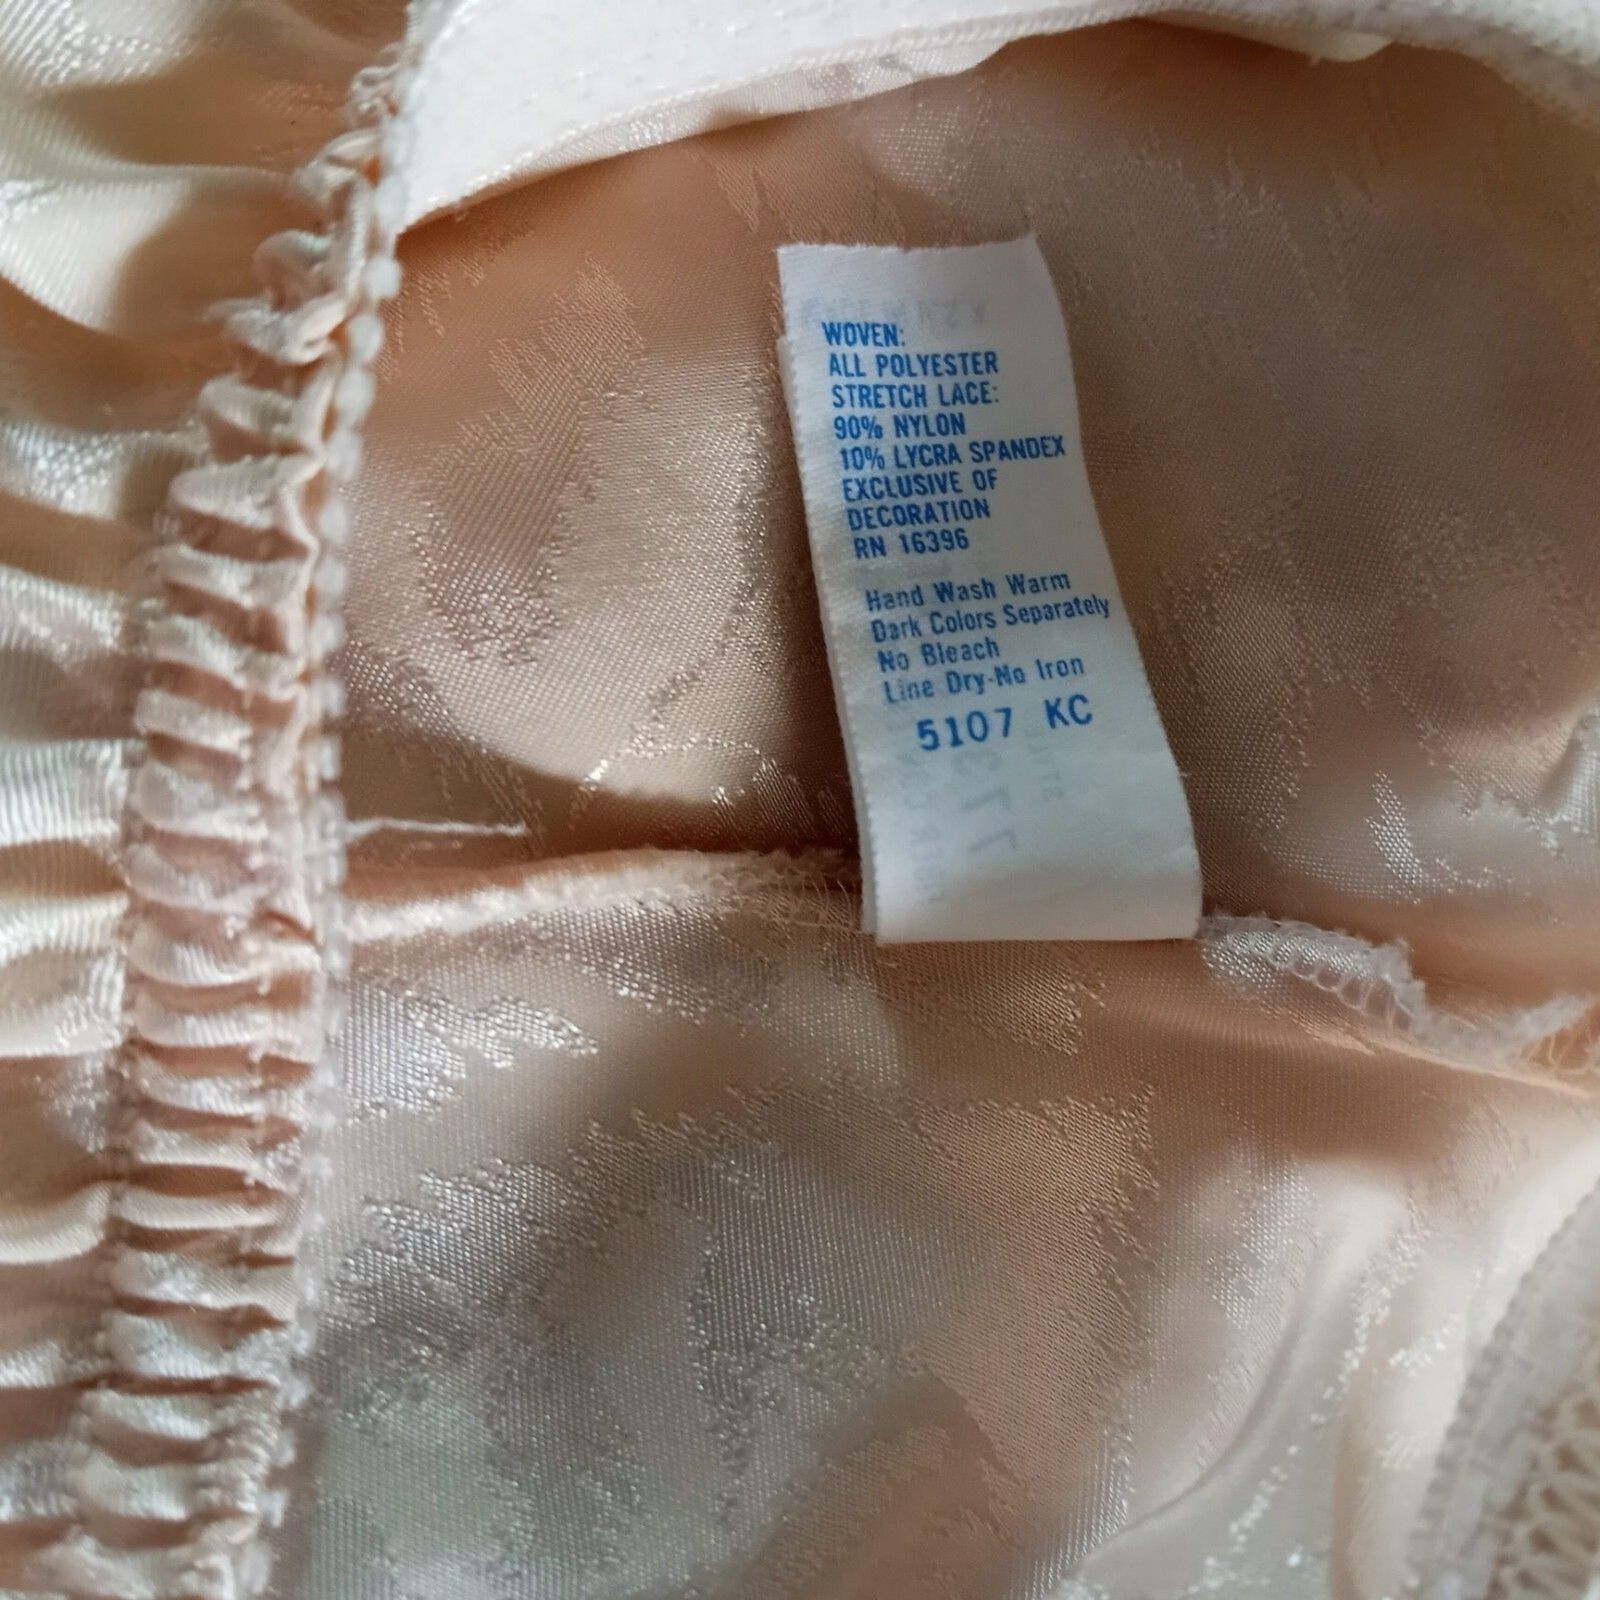 WOVEN:
ALL POLYESTER
STRETCH LACE:
90% NYLON
10% LYCRA SPANDEX
EXCLUSIVE OF
DECORATION
RN 16396
Hand Wash Warm
Dark Colors Separately
No Bleach
Line Dry-No Iron
5107 KC